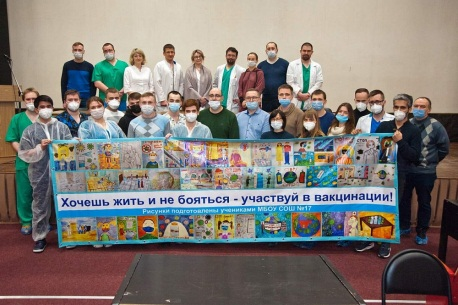 Хочешь жить и не бояться - участвуй в вакцинации!
Рисунки подготовлены учениками МБОУ СОШ №17